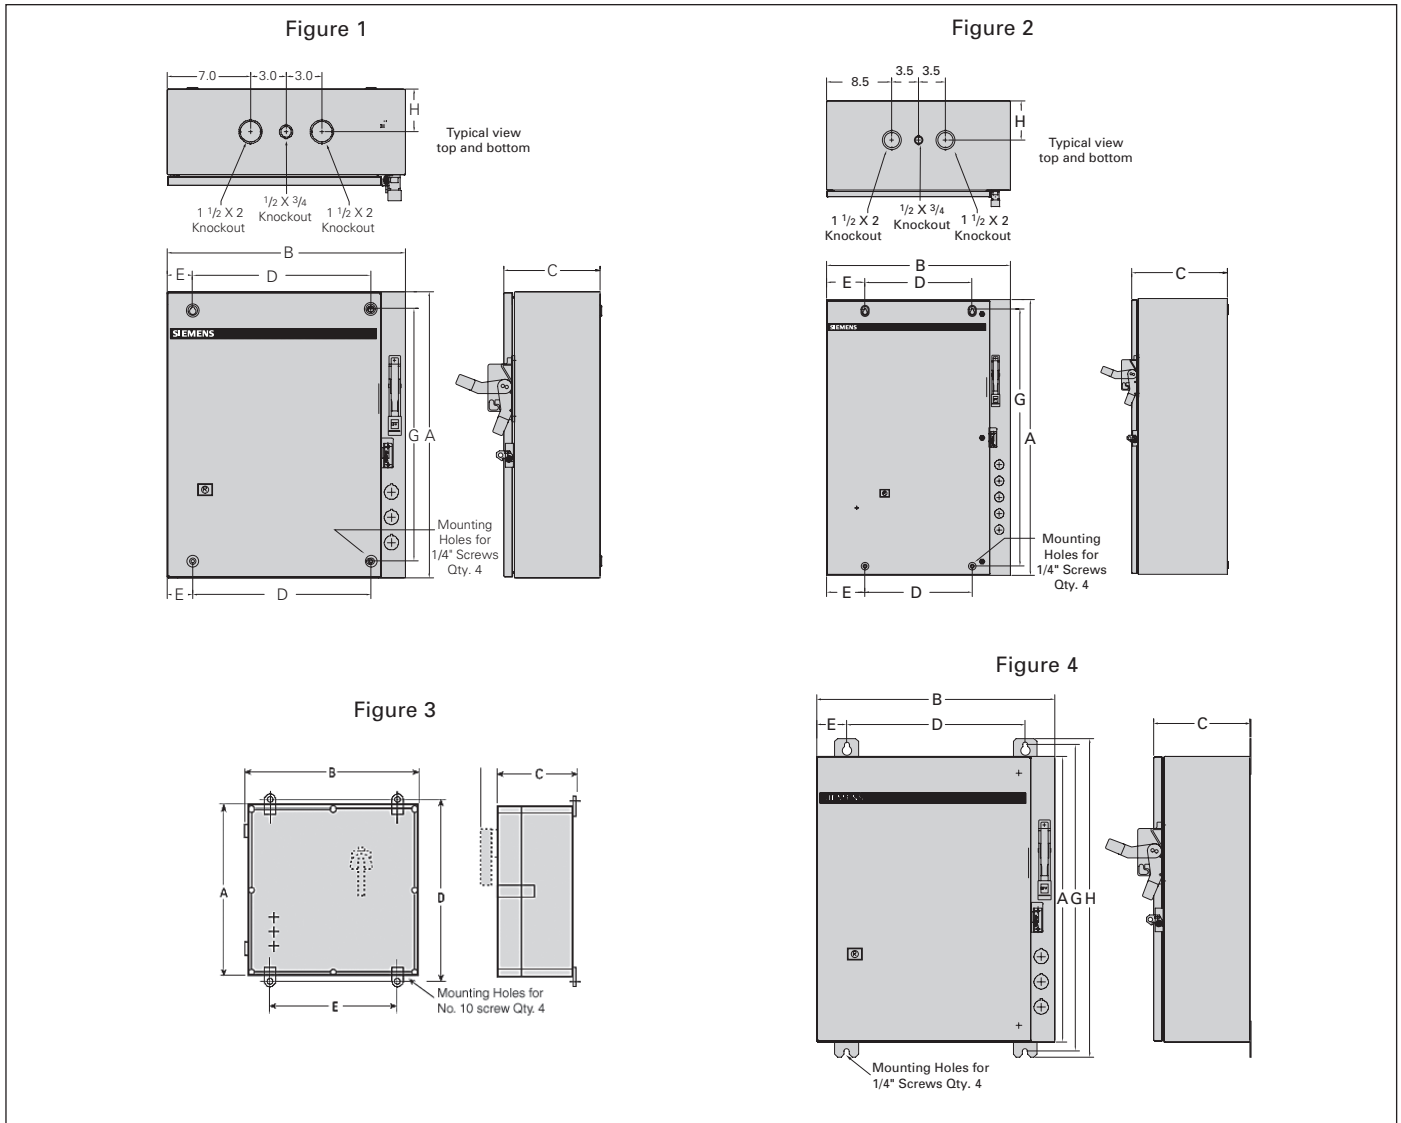 Figure 1
7.0
3.0
3.0
H
Typical view
top and bottom
1 1/2 X 2
Knockout
1/2 X 3/4
Knockout
1 1/2 X 2
Knockout
B
E
D
C
SIEMENS
G
A
Mounting
Holes for
1/4" Screws
Qty. 4
E
D
Figure 2
8.5
3.5
3.5
H
Typical view
top and bottom
1 1/2 X 2
Knockout
1/2 X 3/4
Knockout
1 1/2 X 2
Knockout
B
E
D
C
SIEMENS
G
A
Mounting
Holes for
1/4" Screws
Qty. 4
E
D
Figure 3
B
C
A
D
E
Mounting Holes for
No. 10 screw Qty. 4
Figure 4
B
E
D
C
SIEMENS
A
G
H
Mounting Holes for
1/4" Screws Qty. 4